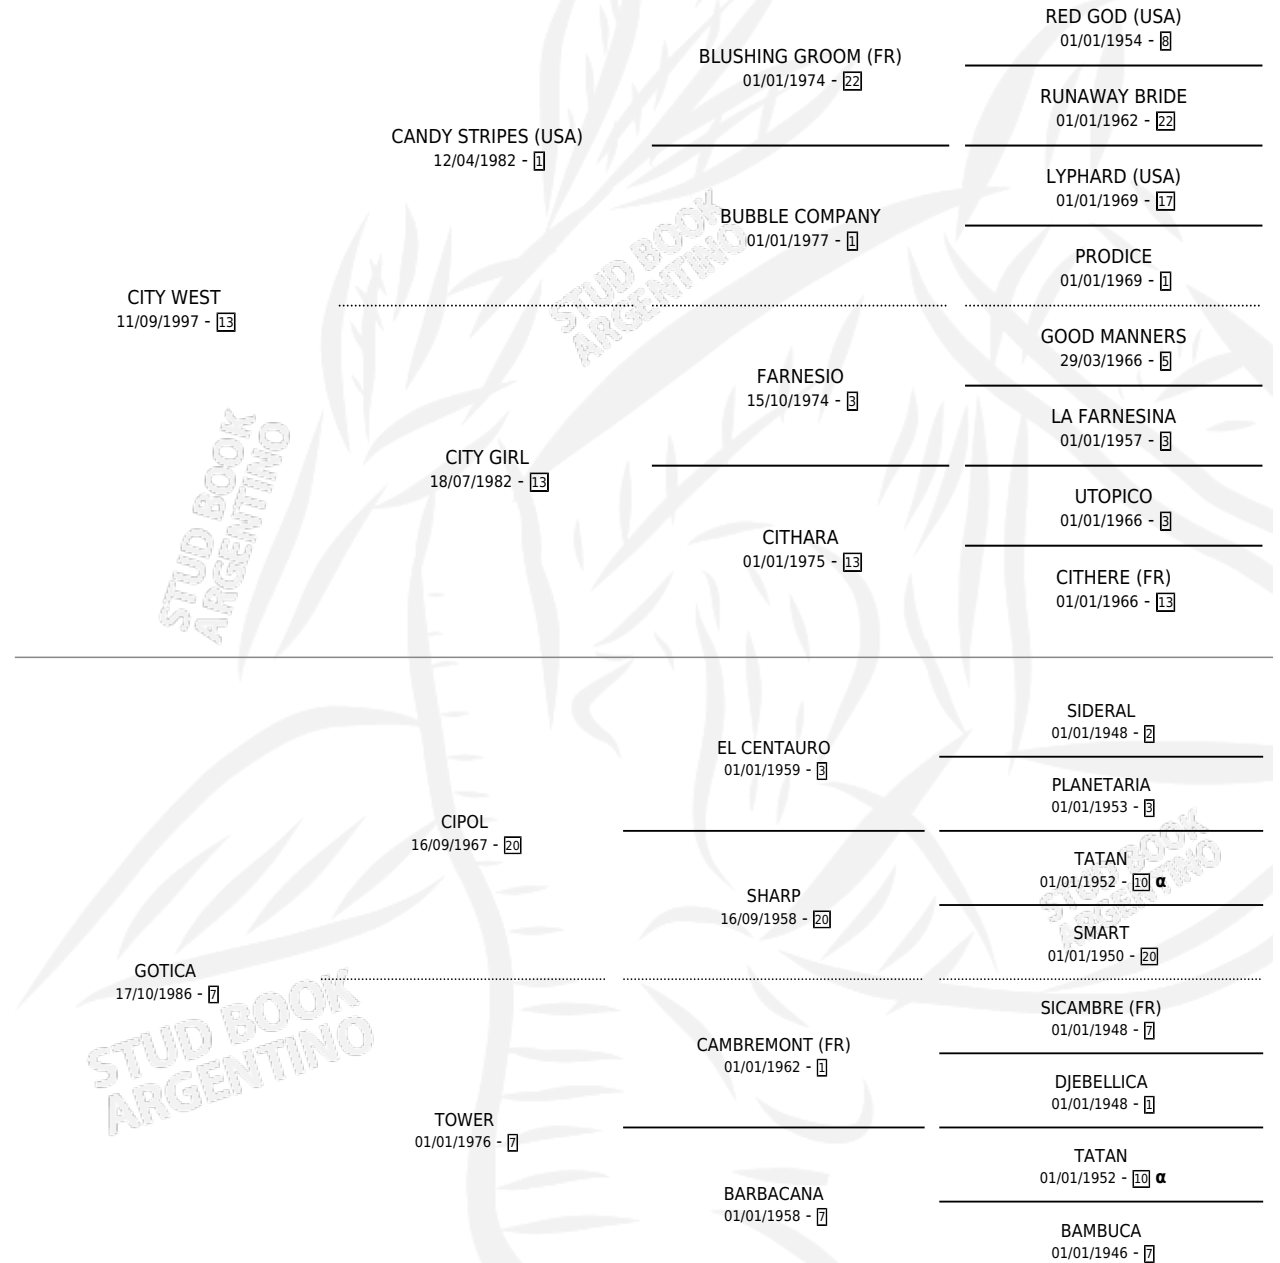 RED GOD (USA)
01/01/1954 - 8
BLUSHING GROOM (FR)
01/01/1974 - 22
RUNAWAY BRIDE
01/01/1962 - 22
CANDY STRIPES (USA)
12/04/1982 - 1
LYPHARD (USA)
01/01/1969 - 17
BUBBLE COMPANY
01/01/1977 - 1
PRODICE
01/01/1969 - 1
CITY WEST
11/09/1997 - 13
GOOD MANNERS
29/03/1966 - 5
FARNESIO
15/10/1974 - 3
LA FARNESINA
01/01/1957 - 3
CITY GIRL
18/07/1982 - 13
UTOPICO
01/01/1966 - 3
CITHARA
01/01/1975 - 13
CITHERE (FR)
01/01/1966 - 13
STUD BOOK
ARGENTINO
STUD BOOK
ARGENTINO
SIDERAL
01/01/1948 - 2
EL CENTAURO
01/01/1959 - 3
PLANETARIA
01/01/1953 - 3
CIPOL
16/09/1967 - 20
TATAN
01/01/1952 - 10 α
SHARP
16/09/1958 - 20
SMART
01/01/1950 - 20
GOTICA
17/10/1986 - 7
SICAMBRE (FR)
01/01/1948 - 7
CAMBREMONT (FR)
01/01/1962 - 1
DJEBELLICA
01/01/1948 - 1
TOWER
01/01/1976 - 7
TATAN
01/01/1952 - 10 α
BARBACANA
01/01/1958 - 7
BAMBUCA
01/01/1946 - 7
STUD BOOK
ARGENTINO
STUD BOOK
ARGENTINO